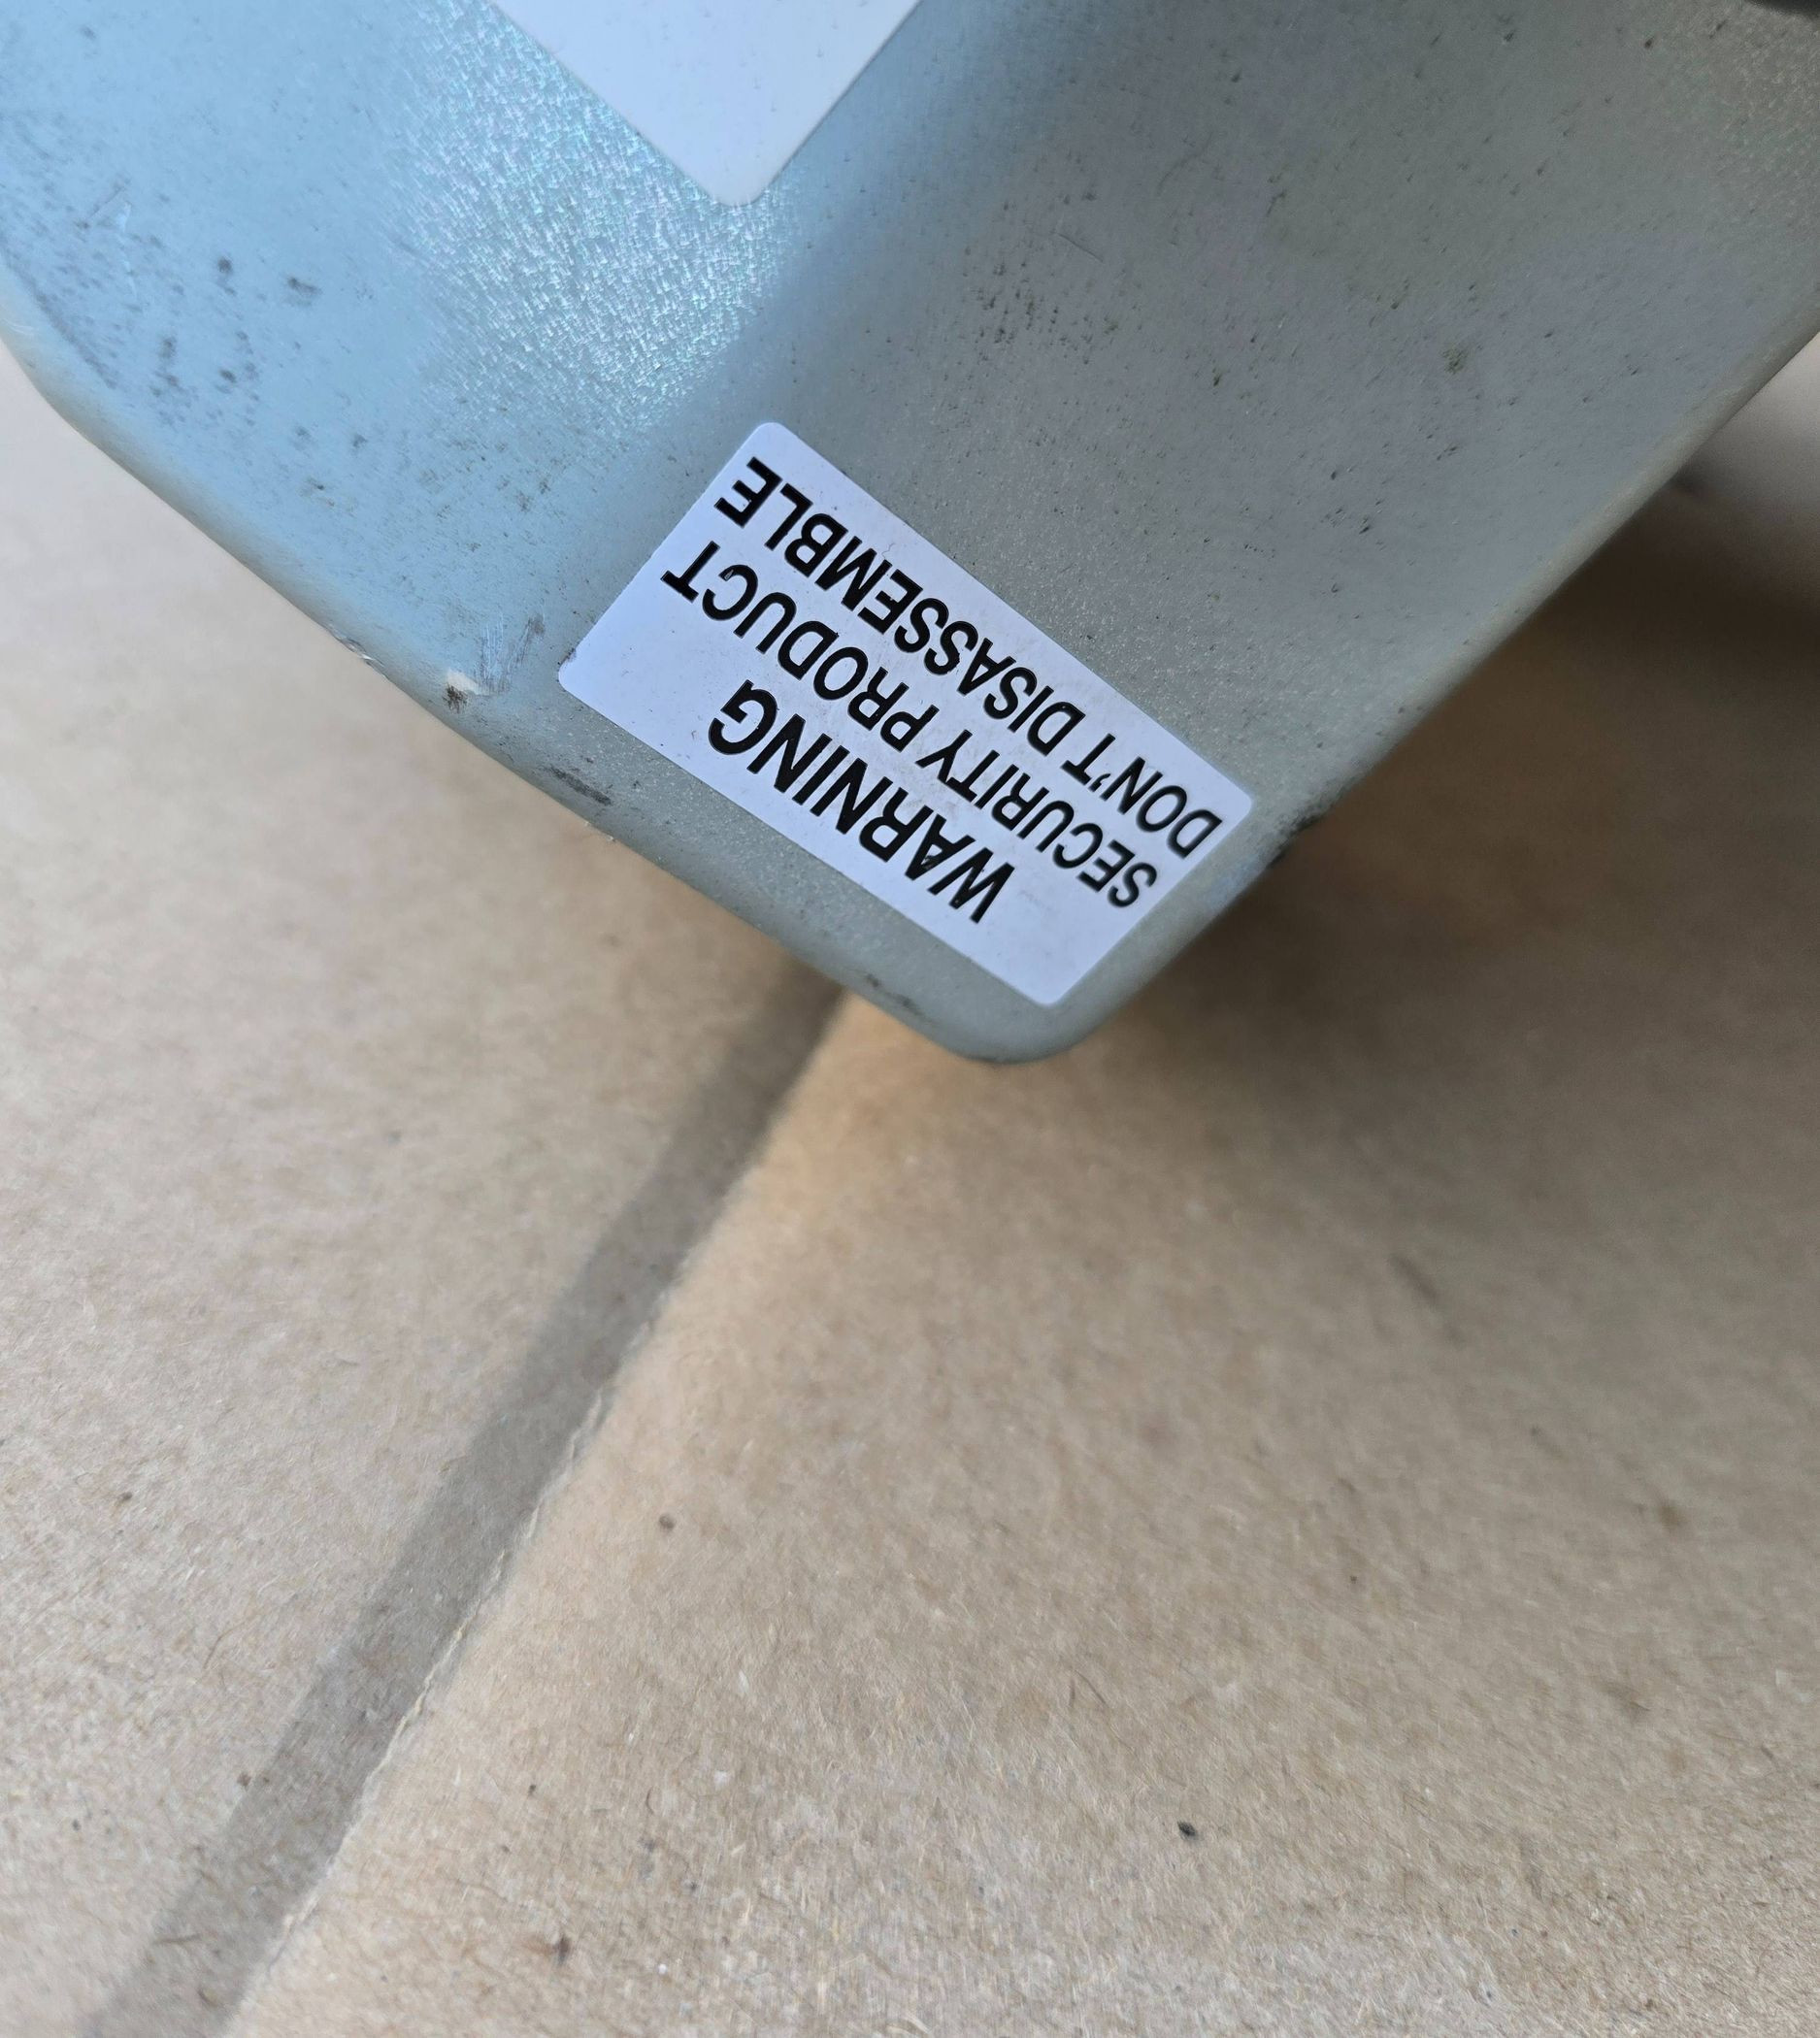 WARNING
SECURITY PRODUCT
DON'T DISASSEMBLE